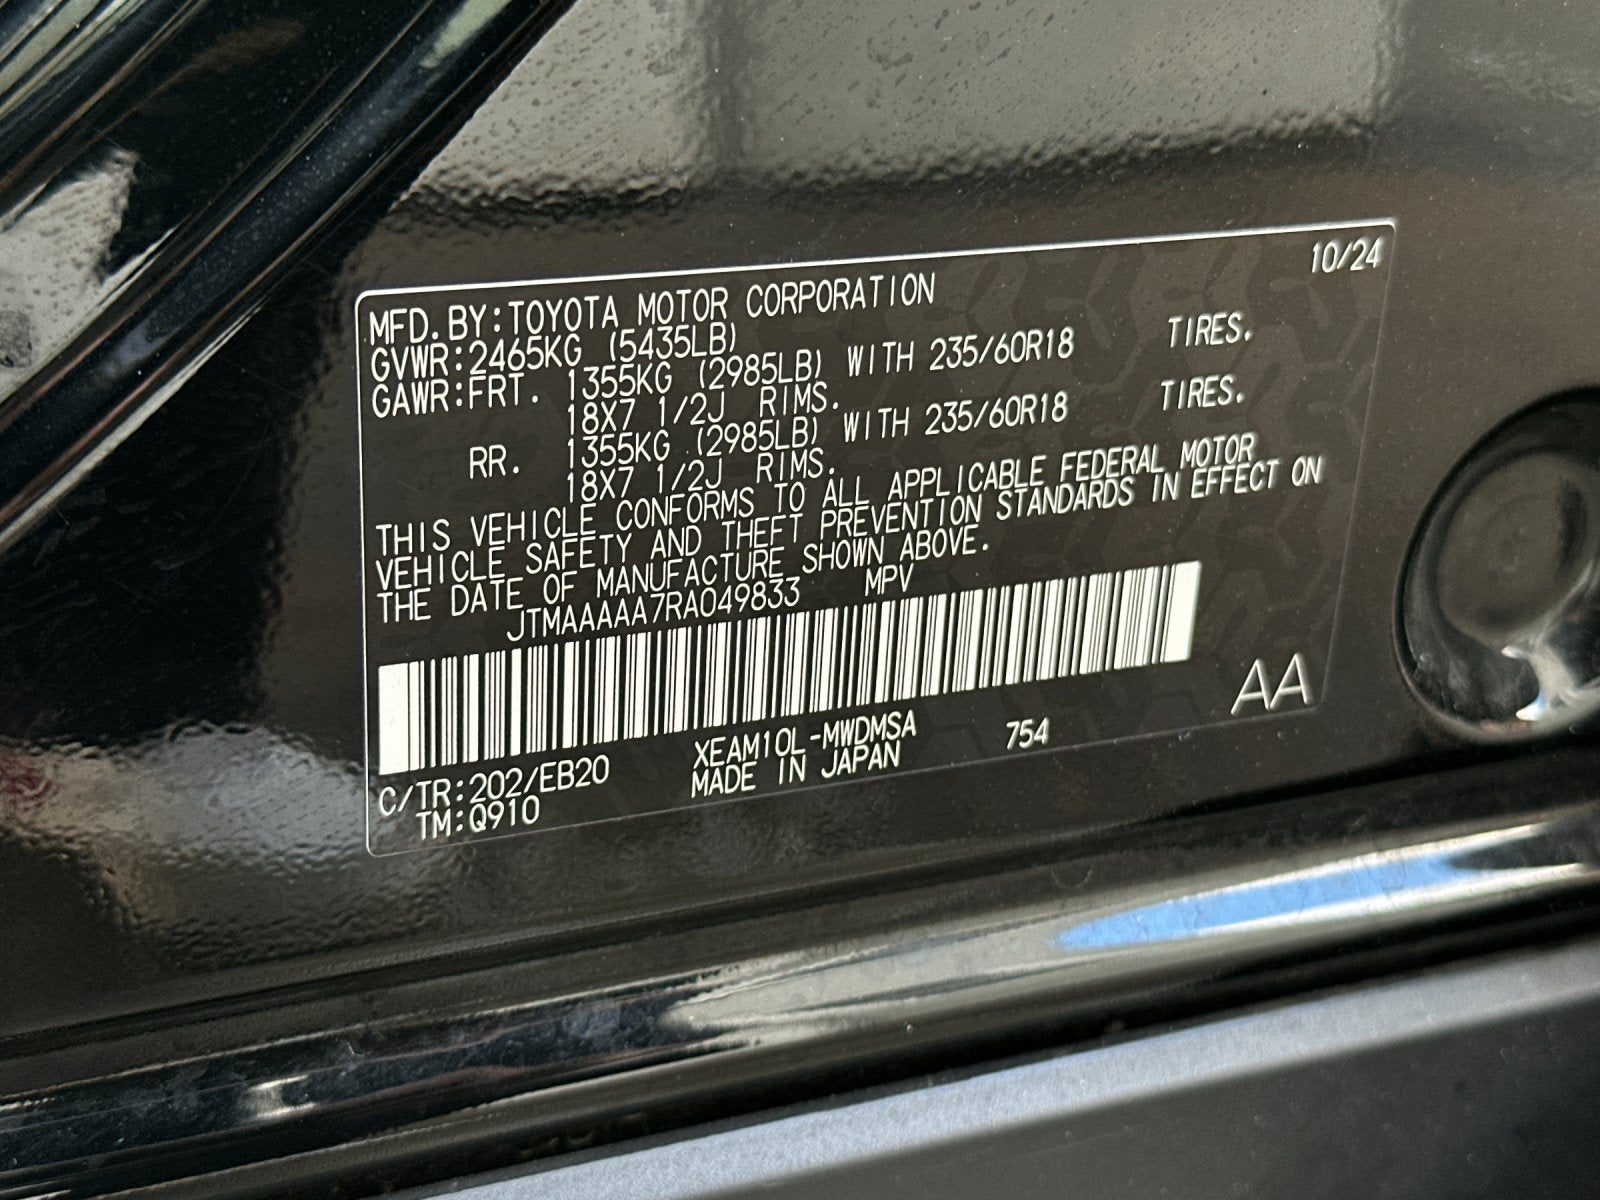 10/24
MFD. BY: TOYOTA MOTOR CORPORATION
GVWR: 2465KG (5435LB)
GAWR: FRT. 1355KG (2985LB) WITH 235/60R18 TIRES.
18X7 1/2J RIMS.
RR. 1355KG (2985LB) WITH 235/60R18 TIRES.
18X7 1/2J RIMS.
THIS VEHICLE CONFORMS TO ALL APPLICABLE FEDERAL MOTOR
VEHICLE SAFETY AND THEFT PREVENTION STANDARDS IN EFFECT ON
THE DATE OF MANUFACTURE SHOWN ABOVE.
JTMAAAAA7RA049833 MPV
C/TR: 202/EB20 XEAM10L-MWDMSA 754 AA
TM: Q910 MADE IN JAPAN